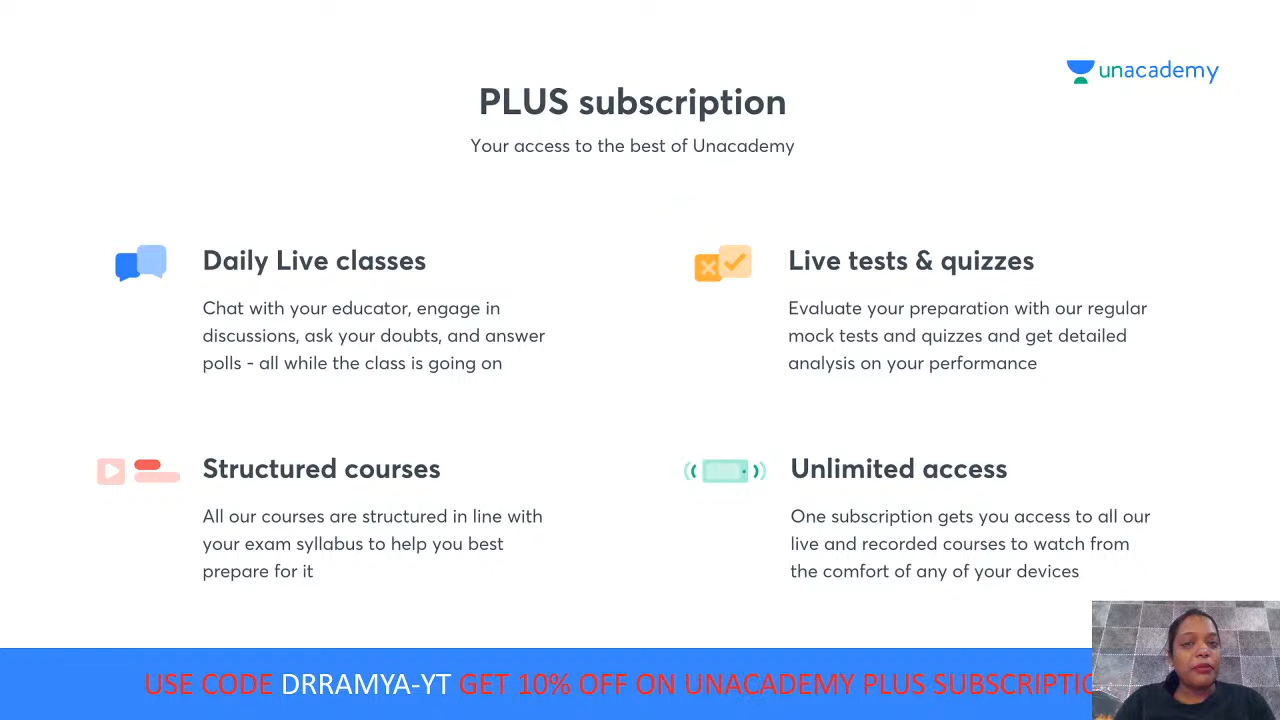 unacademy
PLUS subscription
Your access to the best of Unacademy
Daily Live classes
Chat with your educator, engage in
discussions, ask your doubts, and answer
polls - all while the class is going on
Live tests & quizzes
Evaluate your preparation with our regular
mock tests and quizzes and get detailed
analysis on your performance
Structured courses
All our courses are structured in line with
your exam syllabus to help you best
prepare for it
Unlimited access
One subscription gets you access to all our
live and recorded courses to watch from
the comfort of any of your devices
USE CODE DRRAMYA-YT GET 10% OFF ON UNACADEMY PLUS